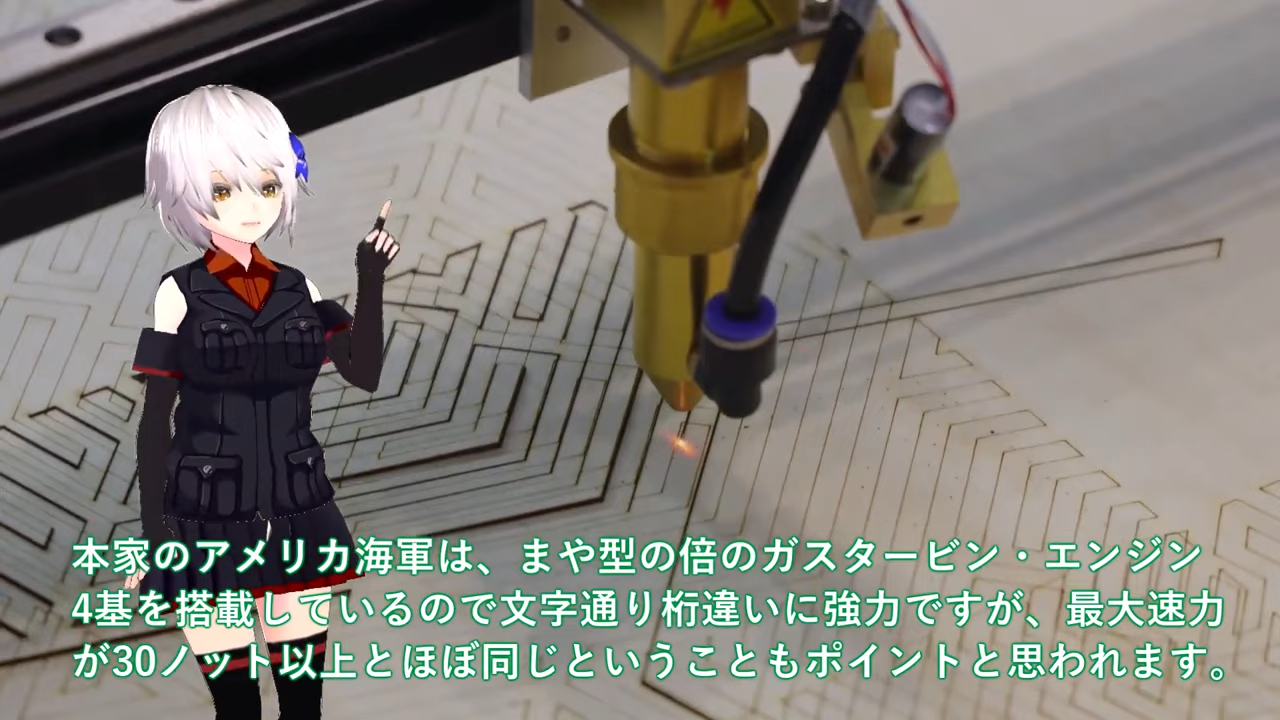 本家のアメリカ海軍は、まや型の倍のガスタービン・エンジン
4基を搭載しているので文字通り桁違いに強力ですが、最大速力
が30ノット以上とほぼ同じということもポイントと思われます。